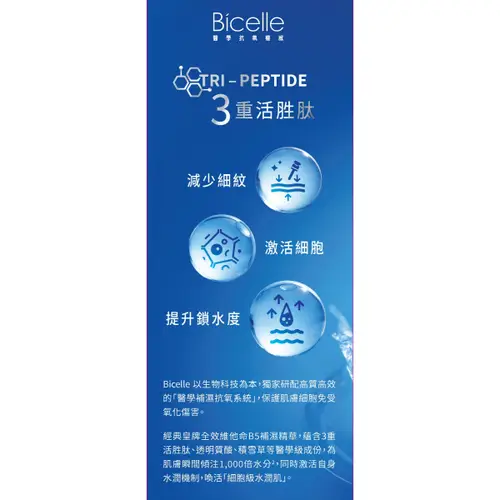 Bicelle
醫學抗氧權威
TRI–PEPTIDE
3重活胜肽
減少細紋
激活細胞
提升鎖水度
Bicelle 以生物科技為本，獨家研配高質高效
的「醫學補濕抗氧系統」，保護肌膚細胞免受
氧化傷害。
經典皇牌全效維他命B5補濕精華，蘊含3重
活胜肽、透明質酸、積雪草等醫學級成份，為
肌膚瞬間傾注1,000倍水分²，同時激活自身
水潤機制，喚活「細胞級水潤肌」。